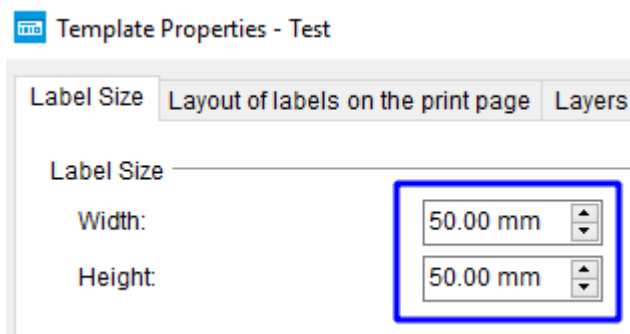 Template Properties - Test
Label Size Layout of labels on the print page Layers
Label Size
Width: 50.00 mm
Height: 50.00 mm